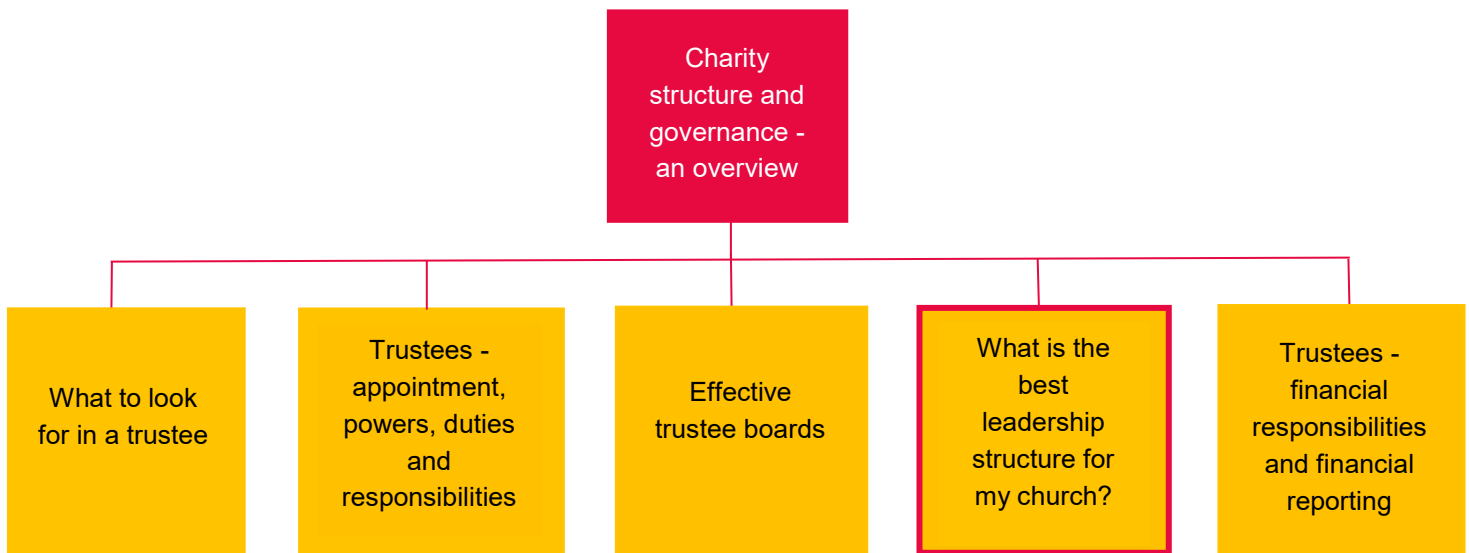 Charity
structure and
governance -
an overview
What to look
for in a trustee
Trustees -
appointment,
powers, duties
and
responsibilities
Effective
trustee boards
What is the
best
leadership
structure for
my church?
Trustees -
financial
responsibilities
and financial
reporting